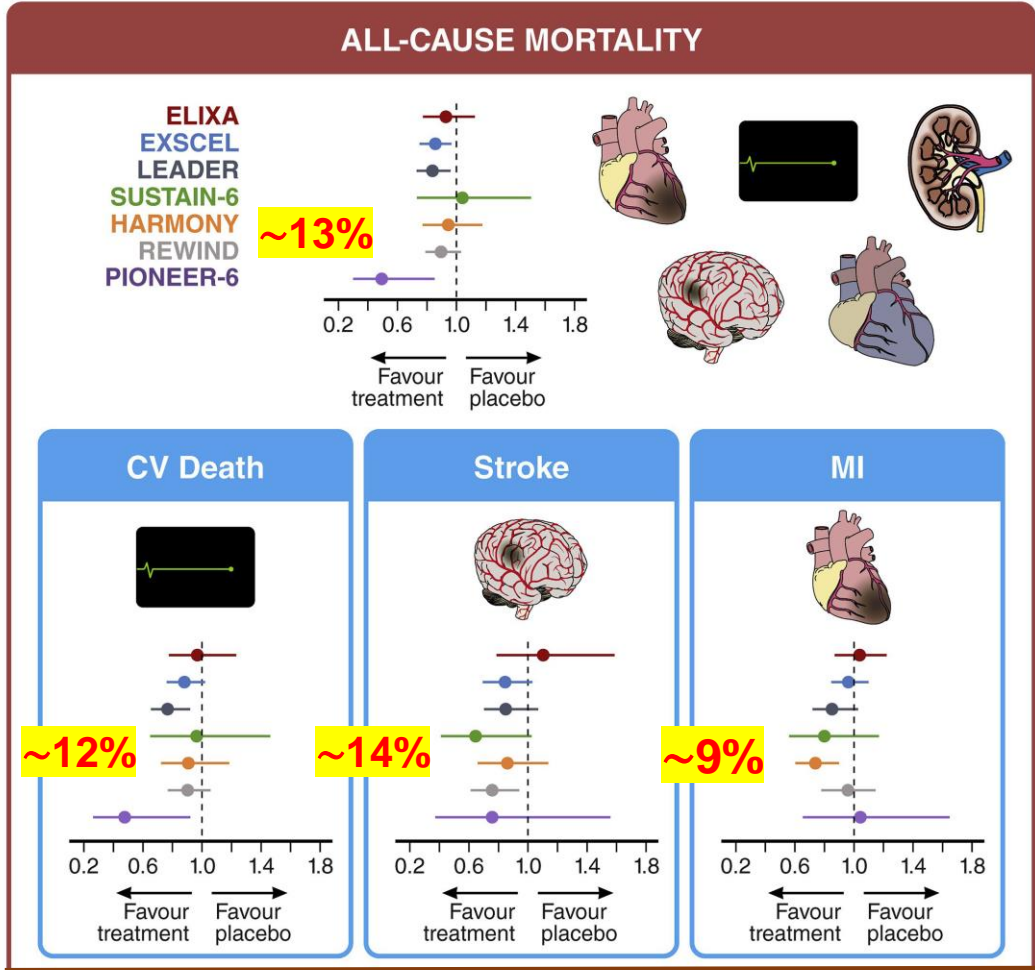 ALL-CAUSE MORTALITY
ELIXA
EXSCEL
LEADER
SUSTAIN-6
HARMONY
REWIND
PIONEER-6
~13%
0.2 0.6 1.0 1.4 1.8
Favour treatment
Favour placebo
CV Death
~12%
0.2 0.6 1.0 1.4 1.8
Favour treatment
Favour placebo
Stroke
~14%
0.2 0.6 1.0 1.4 1.8
Favour treatment
Favour placebo
MI
~9%
0.2 0.6 1.0 1.4 1.8
Favour treatment
Favour placebo